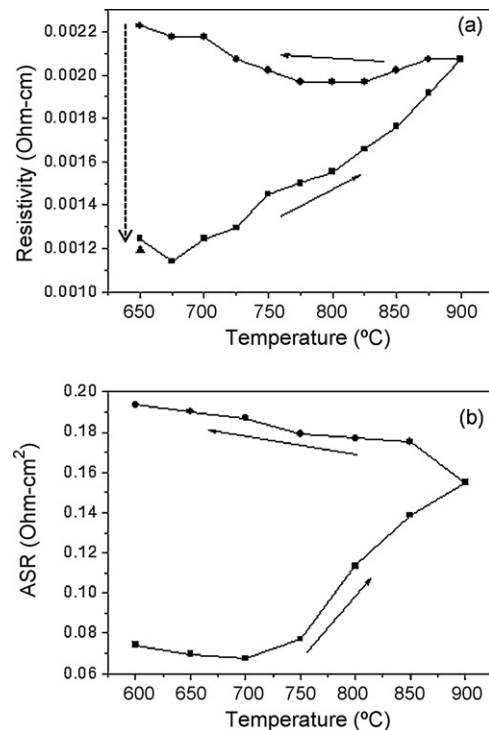 (a)
0.0022
0.0020
0.0018
0.0016
0.0014
0.0012
0.0010
Resistivity (Ohm-cm)
650 700 750 800 850 900
Temperature (ºC)
(b)
0.20
0.18
0.16
0.14
0.12
0.10
0.08
0.06
ASR (Ohm-cm²)
600 650 700 750 800 850 900
Temperature (ºC)